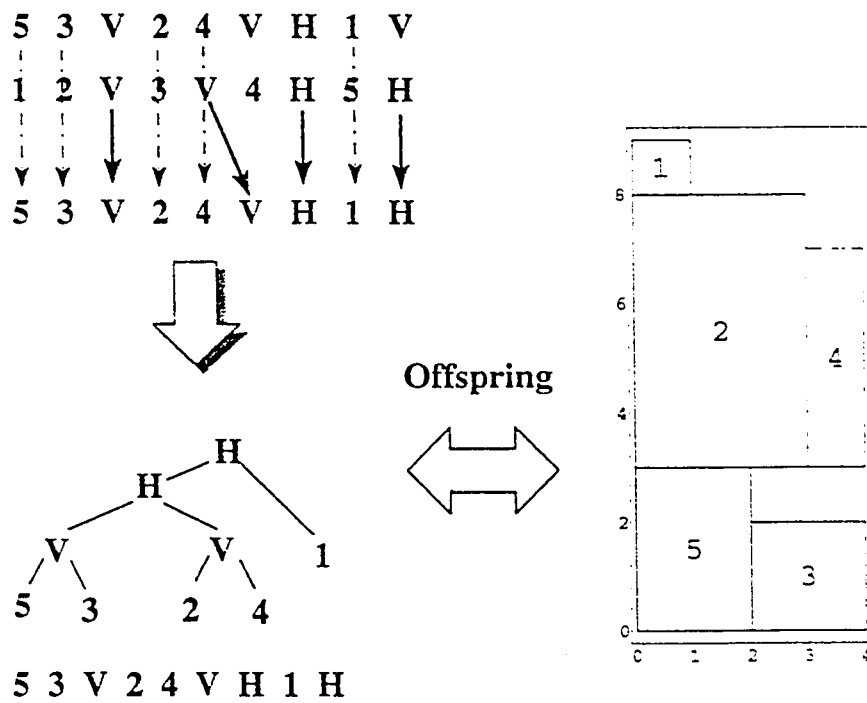 5 3 V 2 4 V H 1 V
1 2 V 3 V 4 H 5 H
5 3 V 2 4 V H 1 H
Offspring
H
H
V V 1
5 3 2 4
5 3 V 2 4 V H 1 H
1
8
6
2
4
4
5
2
3
0
0 1 2 3 4